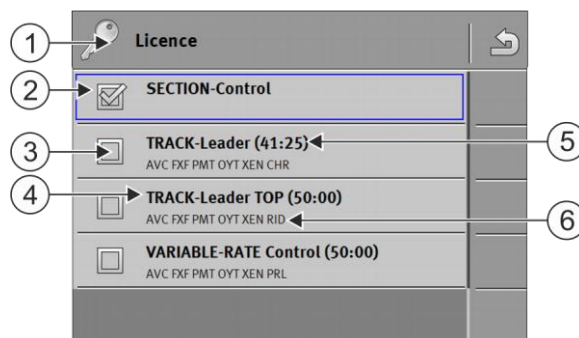 1
Licence
2
SECTION-Control
3
TRACK-Leader (41:25)
5
AVC FXF PMT OYT XEN CHR
4
TRACK-Leader TOP (50:00)
AVC FXF PMT OYT XEN RID
6
VARIABLE-RATE Control (50:00)
AVC FXF PMT OYT XEN PRL